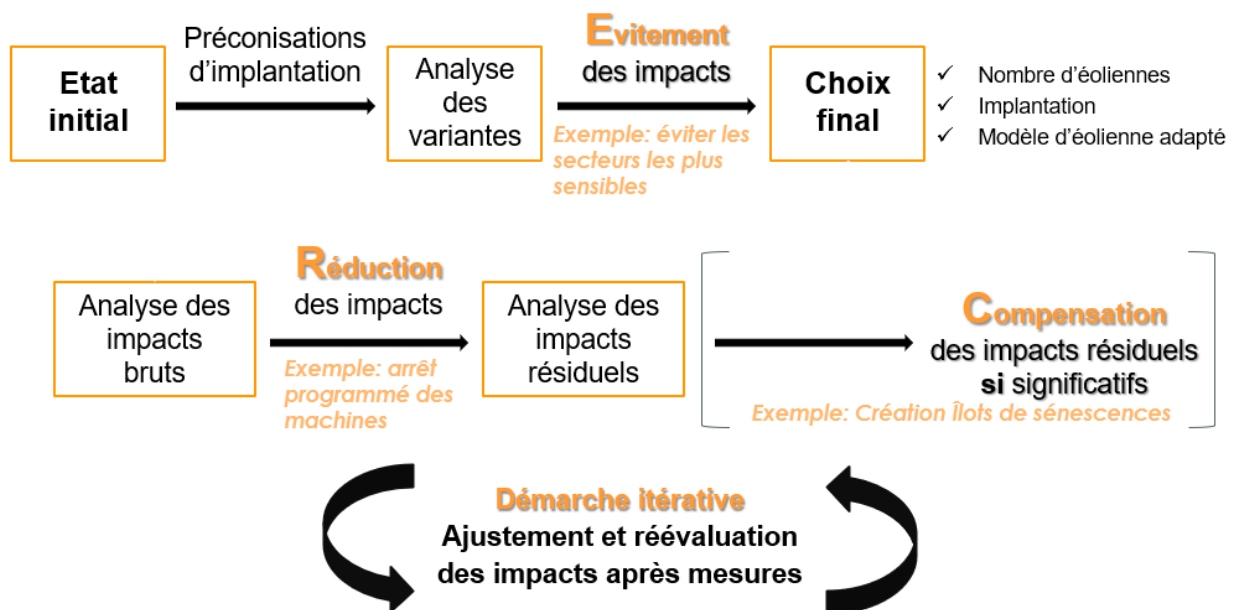 Etat
initial
Préconisations
d'implantation
Analyse
des
variantes
Evitement
des impacts
Exemple: éviter les
secteurs les plus
sensibles
Choix
final
✓ Nombre d'éoliennes
✓ Implantation
✓ Modèle d'éolienne adapté
Analyse des
impacts
bruts
Réduction
des impacts
Exemple: arrêt
programmé des
machines
Analyse des
impacts
résiduels
Compensation
des impacts résiduels
si significatifs
Exemple: Création Îlots de sénescences
Démarche itérative
Ajustement et réévaluation
des impacts après mesures